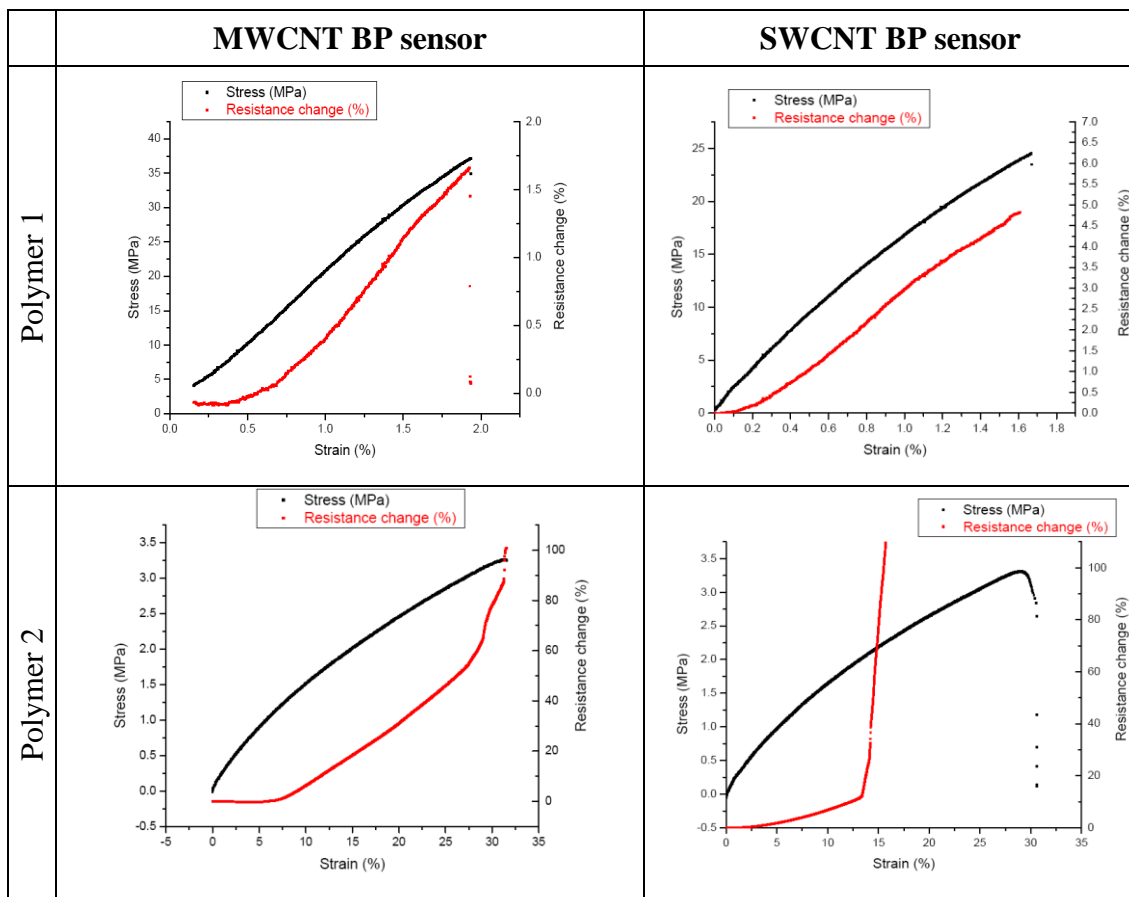 MWCNT BP sensor
SWCNT BP sensor
Polymer 1
Stress (MPa)
Resistance change (%)
40
35
30
25
20
15
10
5
0
Stress (MPa)
2.0
1.5
1.0
0.5
0.0
Resistance change (%)
0.0 0.5 1.0 1.5 2.0
Strain (%)
Stress (MPa)
Resistance change (%)
25
20
15
10
5
0
Stress (MPa)
7.0
6.5
6.0
5.5
5.0
4.5
4.0
3.5
3.0
2.5
2.0
1.5
1.0
0.5
0.0
Resistance change (%)
0.0 0.2 0.4 0.6 0.8 1.0 1.2 1.4 1.6 1.8
Strain (%)
Polymer 2
Stress (MPa)
Resistance change (%)
3.5
3.0
2.5
2.0
1.5
1.0
0.5
0.0
-0.5
Stress (MPa)
100
80
60
40
20
0
Resistance change (%)
-5 0 5 10 15 20 25 30 35
Strain (%)
Stress (MPa)
Resistance change (%)
3.5
3.0
2.5
2.0
1.5
1.0
0.5
0.0
-0.5
Stress (MPa)
100
80
60
40
20
0
Resistance change (%)
0 5 10 15 20 25 30 35
Strain (%)